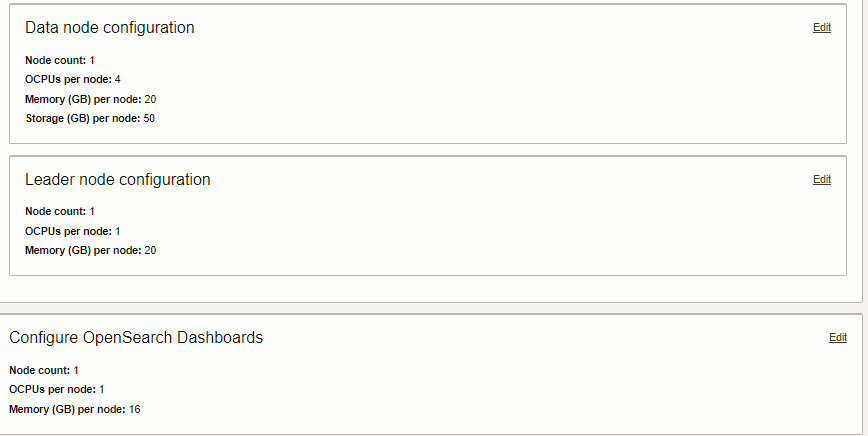 Data node configuration
Edit
Node count: 1
OCPUs per node: 4
Memory (GB) per node: 20
Storage (GB) per node: 50
Leader node configuration
Edit
Node count: 1
OCPUs per node: 1
Memory (GB) per node: 20
Configure OpenSearch Dashboards
Edit
Node count: 1
OCPUs per node: 1
Memory (GB) per node: 16